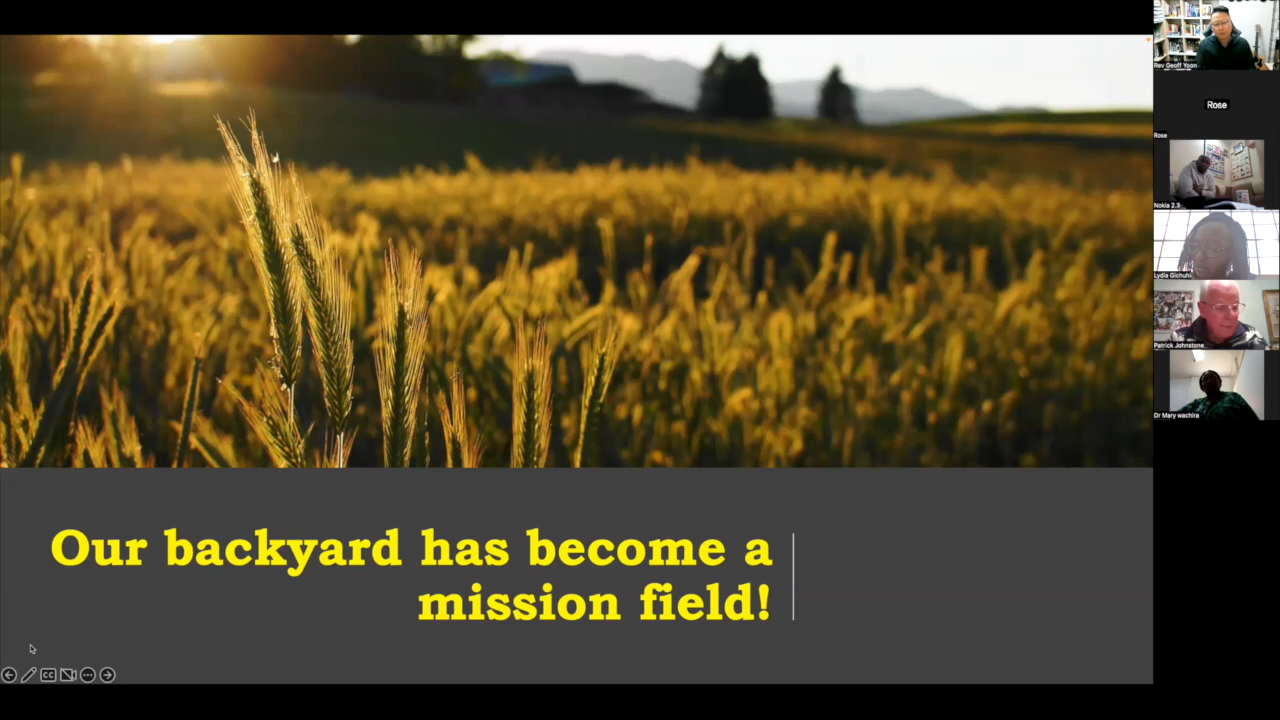 Our backyard has become a
mission field!
Rev Geoff Yoon
Rose
Rose
Nokia 2.3
Lydia Gichuhi
Patrick Johnstone
Dr Mary wachira
CC